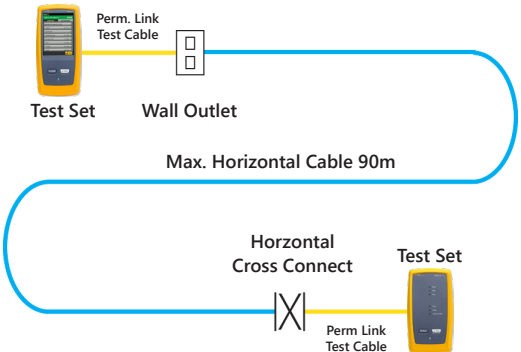 Perm. Link
Test Cable
Test Set
Wall Outlet
Max. Horizontal Cable 90m
Horzontal
Cross Connect
Test Set
Perm Link
Test Cable